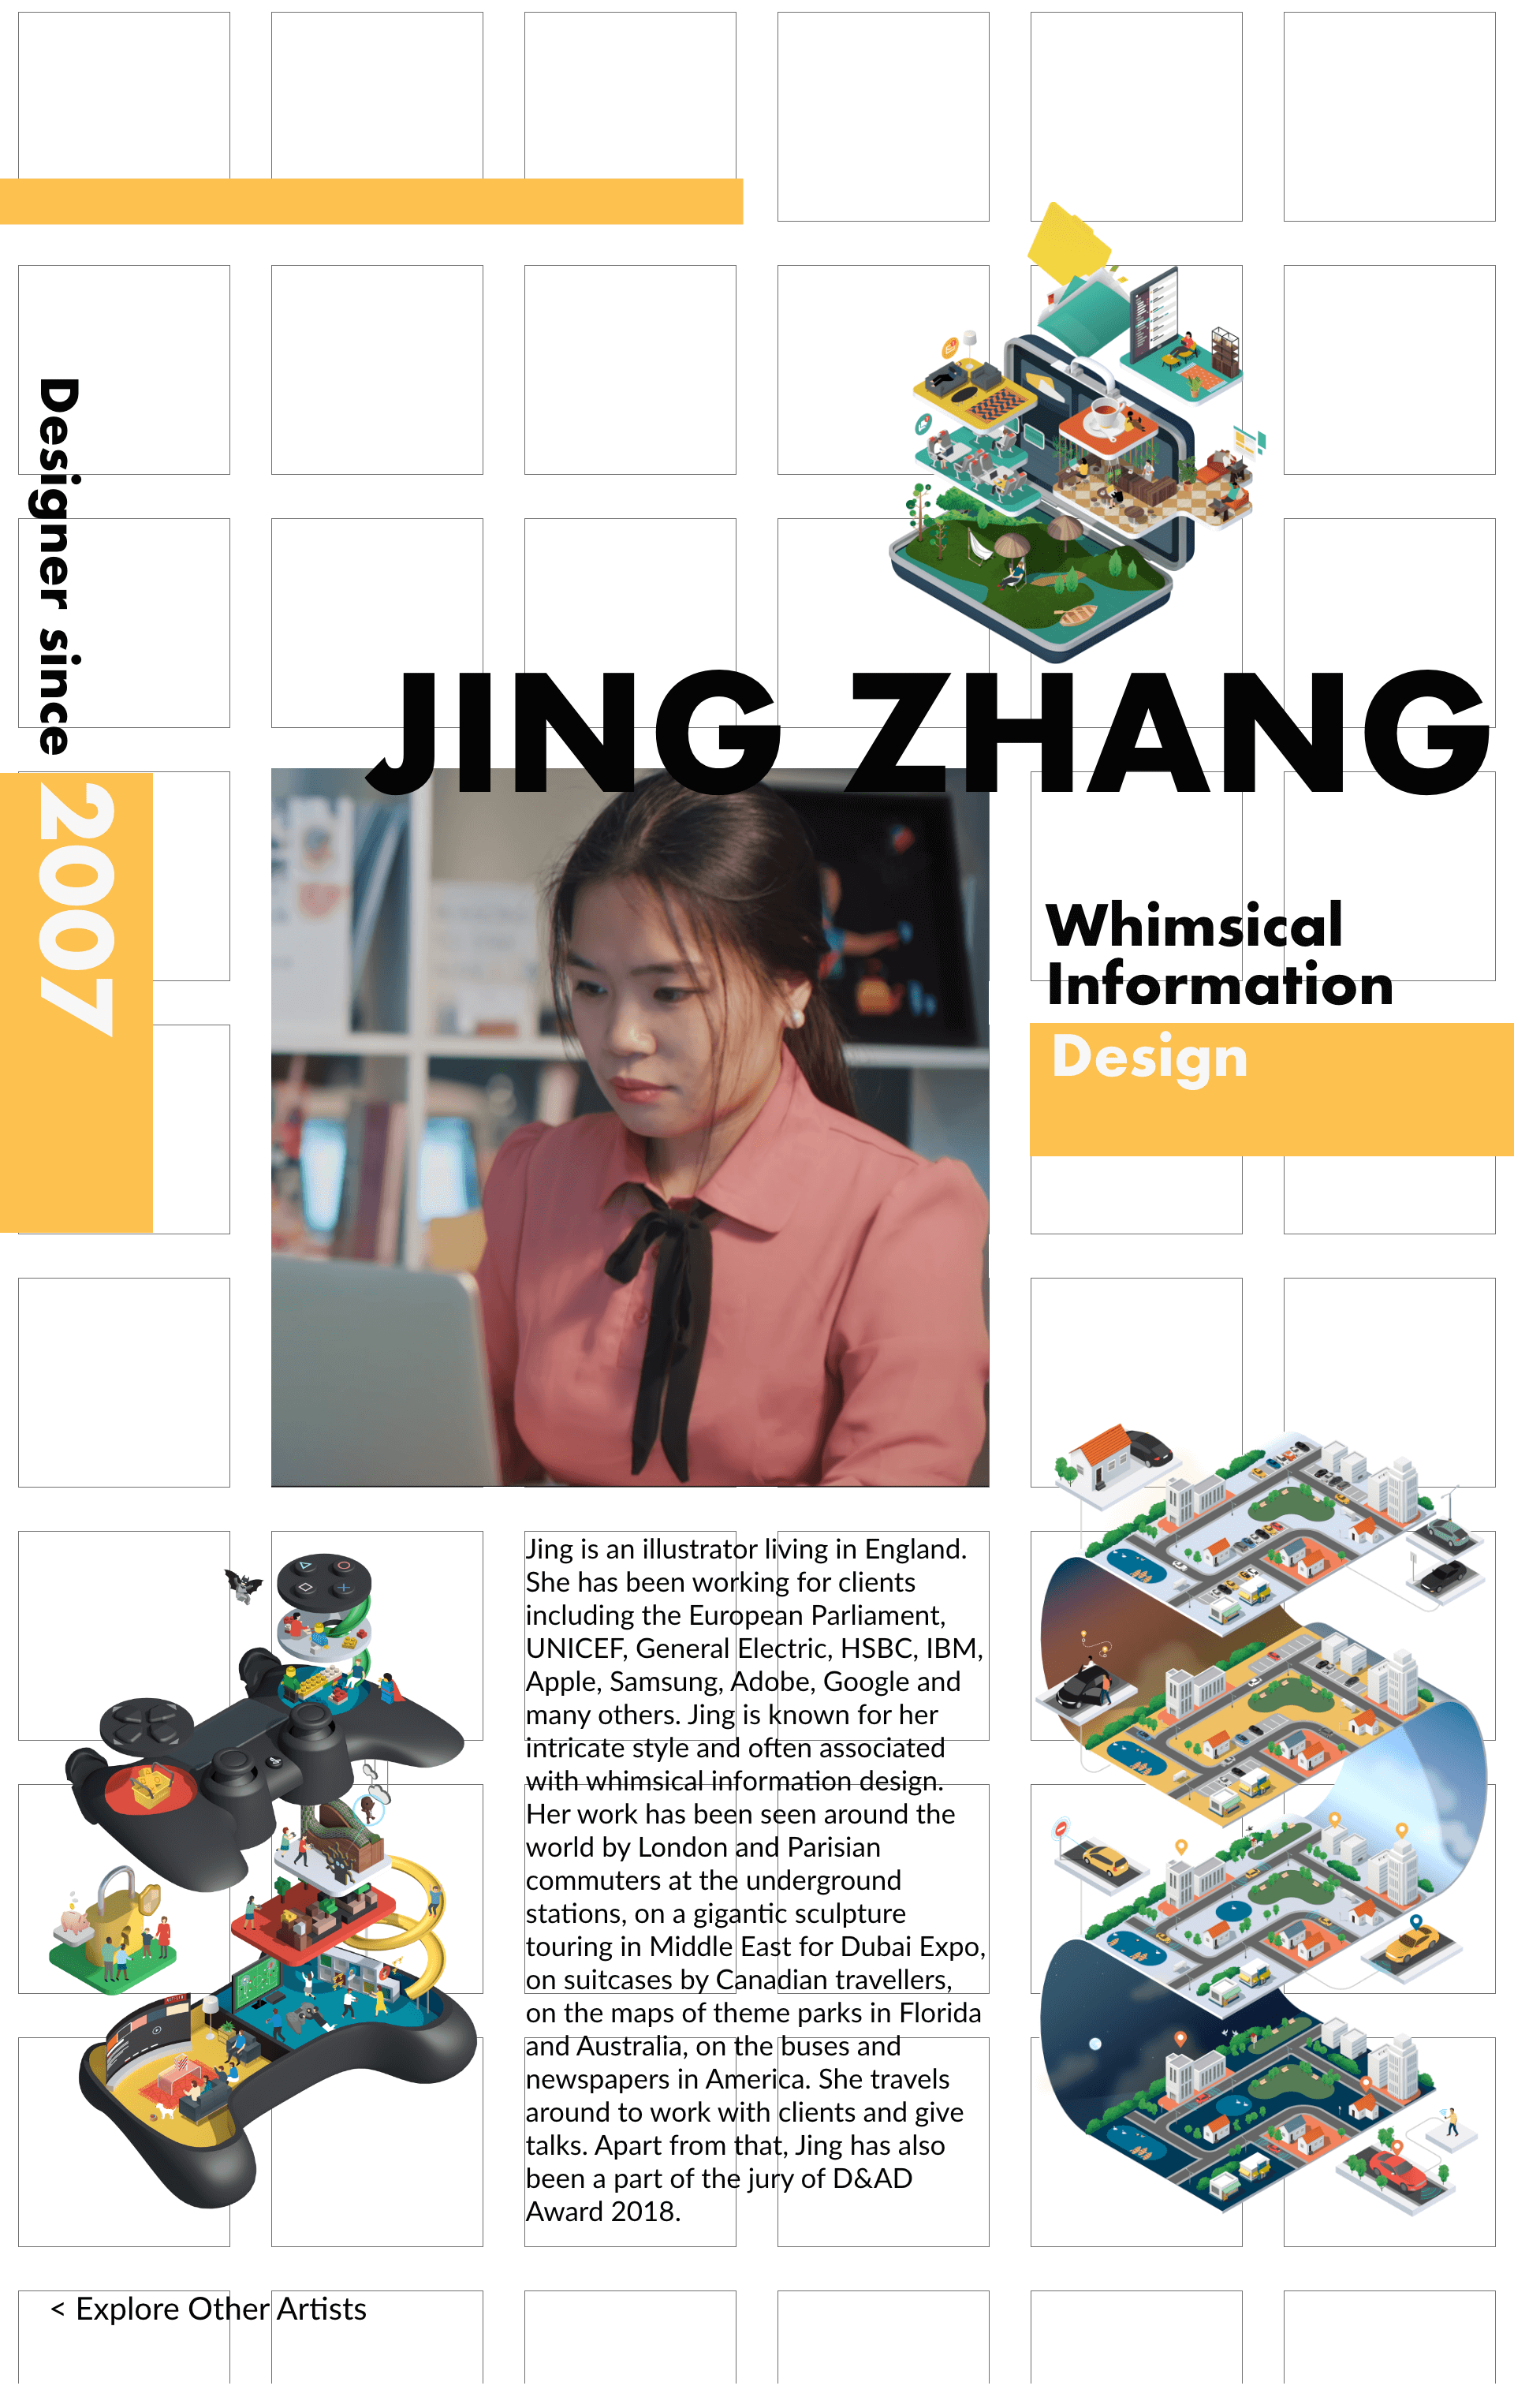 Designer since
2007
JING ZHANG
Whimsical
Information
Design
Jing is an illustrator living in England.
She has been working for clients
including the European Parliament,
UNICEF, General Electric, HSBC, IBM,
Apple, Samsung, Adobe, Google and
many others. Jing is known for her
intricate style and often associated
with whimsical information design.
Her work has been seen around the
world by London and Parisian
commuters at the underground
stations, on a gigantic sculpture
touring in Middle East for Dubai Expo,
on suitcases by Canadian travellers,
on the maps of theme parks in Florida
and Australia, on the buses and
newspapers in America. She travels
around to work with clients and give
talks. Apart from that, Jing has also
been a part of the jury of D&AD
Award 2018.
< Explore Other Artists